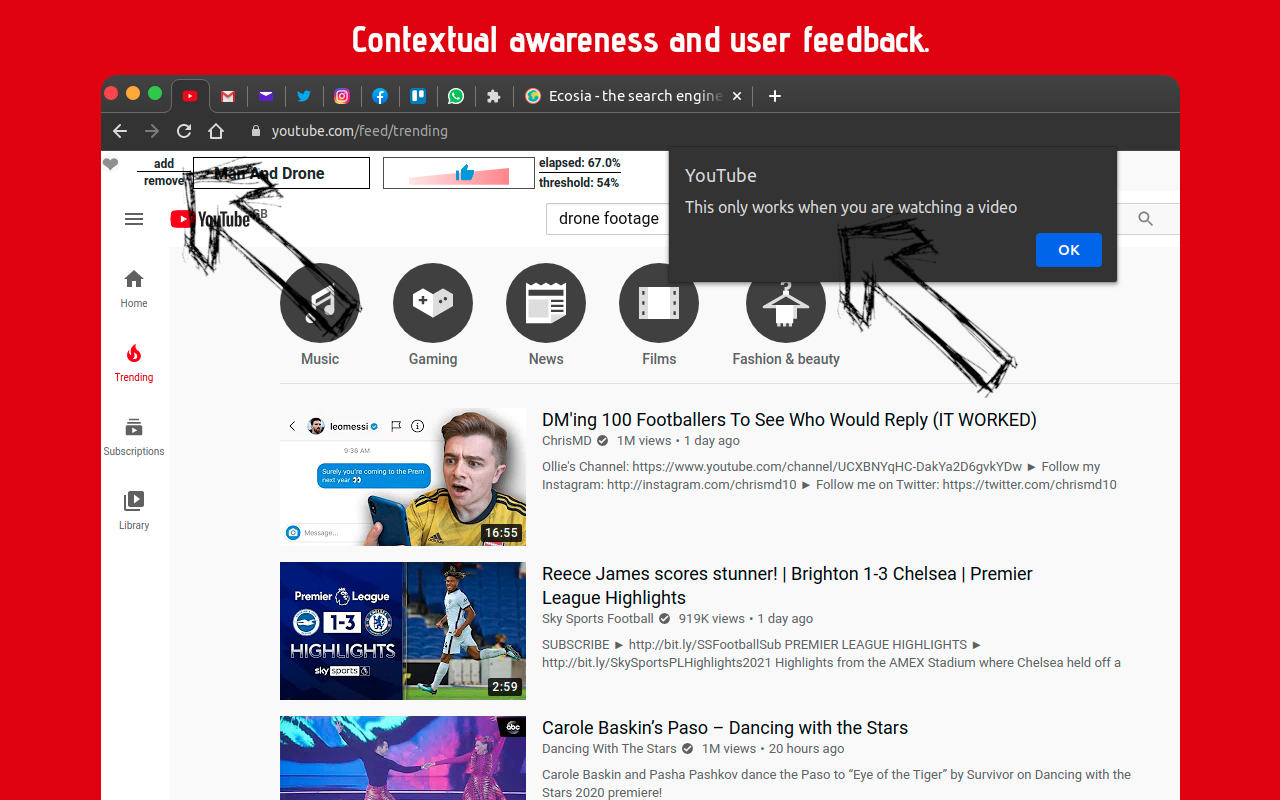 Contextual awareness and user feedback.
Ecosia - the search engine
youtube.com/feed/trending
add
remove
Man And Drone
elapsed: 67.0%
threshold: 54%
YouTube
This only works when you are watching a video
OK
YouTube GB
drone footage
Home
Trending
Subscriptions
Library
Music
Gaming
News
Films
Fashion & beauty
leomessi
9:36 AM
Surely you're coming to the Prem
next year 👀
Message...
16:55
DM'ing 100 Footballers To See Who Would Reply (IT WORKED)
ChrisMD 1M views • 1 day ago
Ollie's Channel: https://www.youtube.com/channel/UCXBNYqHC-DakYa2D6gvkYDw ► Follow my
Instagram: http://instagram.com/chrismd10 ► Follow me on Twitter: https://twitter.com/chrismd10
Premier League
1-3
HIGHLIGHTS
sky sports
2:59
Reece James scores stunner! | Brighton 1-3 Chelsea | Premier
League Highlights
Sky Sports Football 919K views • 1 day ago
SUBSCRIBE ► http://bit.ly/SSFootballSub PREMIER LEAGUE HIGHLIGHTS ►
http://bit.ly/SkySportsPLHighlights2021 Highlights from the AMEX Stadium where Chelsea held off a
abc
Carole Baskin’s Paso – Dancing with the Stars
Dancing With The Stars 1M views • 20 hours ago
Carole Baskin and Pasha Pashkov dance the Paso to “Eye of the Tiger” by Survivor on Dancing with the
Stars 2020 premiere!